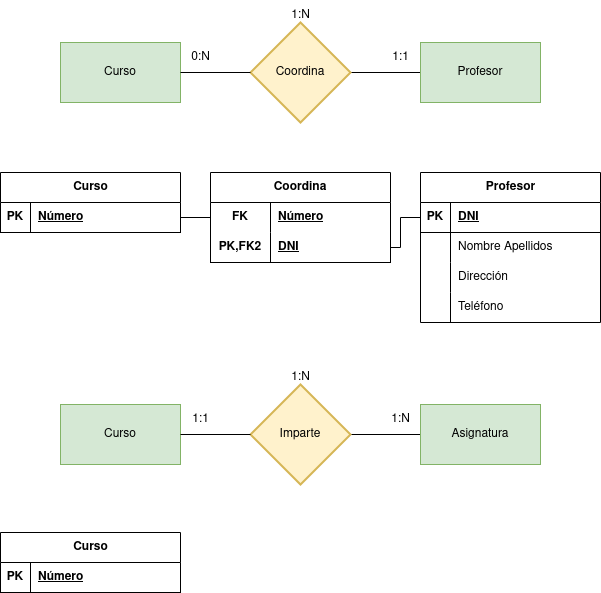 1:N
0:N
1:1
Curso
Coordina
Profesor
Curso
PK Número
Coordina
FK Número
PK,FK2 DNI
Profesor
PK DNI
Nombre Apellidos
Dirección
Teléfono
1:N
1:1
1:N
Curso
Imparte
Asignatura
Curso
PK Número